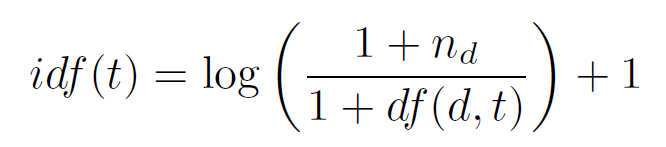 idf(t) = log ( (1 + n_d) / (1 + df(d, t)) ) + 1